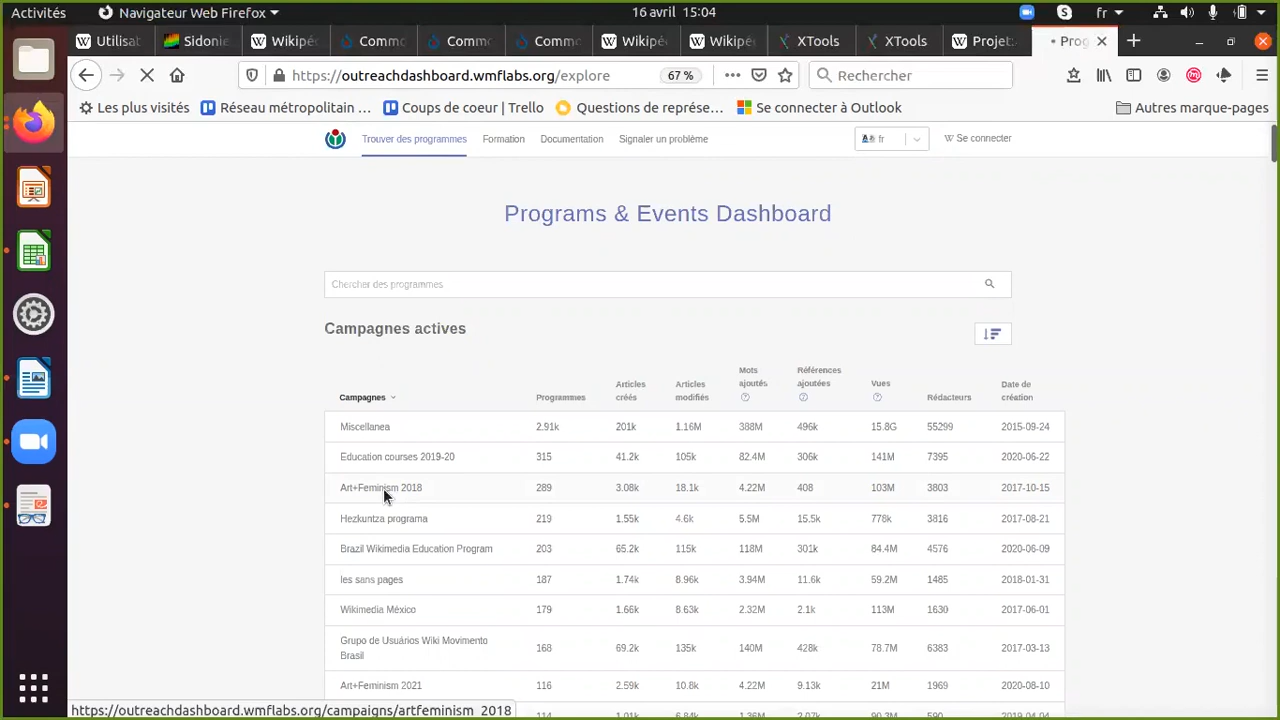 Activités Navigateur Web Firefox 16 avril 15:04 fr
Utilisat Sidonie Wikipé Commo Commo Commo Wikipé Wikipé XTools XTools Projet: Prog
https://outreachdashboard.wmflabs.org/explore 67 % Rechercher
Les plus visités Réseau métropolitain … Coups de coeur | Trello Questions de représe… Se connecter à Outlook Autres marque-pages
Trouver des programmes Formation Documentation Signaler un problème fr Se connecter
Programs & Events Dashboard
Chercher des programmes
Campagnes actives
Campagnes Programmes Articles créés Articles modifiés Mots ajoutés Références ajoutées Vues Rédacteurs Date de création
Miscellanea 2.91k 201k 1.16M 388M 496k 15.8G 55299 2015-09-24
Education courses 2019-20 315 41.2k 105k 82.4M 306k 141M 7395 2020-06-22
Art+Feminism 2018 289 3.08k 18.1k 4.22M 408 103M 3803 2017-10-15
Hezkuntza programa 219 1.55k 4.6k 5.5M 15.5k 778k 3816 2017-08-21
Brazil Wikimedia Education Program 203 65.2k 115k 118M 301k 84.4M 4576 2020-06-09
les sans pages 187 1.74k 8.96k 3.94M 11.6k 59.2M 1485 2018-01-31
Wikimedia México 179 1.66k 8.63k 2.32M 2.1k 113M 1630 2017-06-01
Grupo de Usuários Wiki Movimento Brasil 168 69.2k 135k 140M 428k 78.7M 6383 2017-03-13
Art+Feminism 2021 116 2.59k 10.8k 4.22M 9.13k 21M 1969 2020-08-10
https://outreachdashboard.wmflabs.org/campaigns/artfeminism_2018